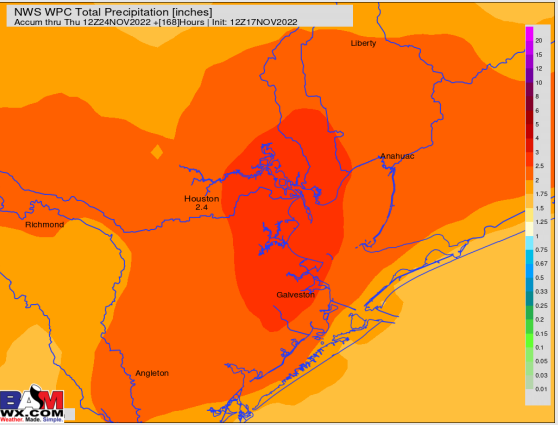 NWS WPC Total Precipitation [inches]
Accum thru Thu 12Z24NOV2022 +[168]Hours | Init: 12Z17NOV2022
Liberty
Anahuac
Houston
2.4
Richmond
Galveston
Angleton
20
15
12
10
8
6
5
4
3
2.5
2
1.75
1.5
1.25
1
0.75
0.67
0.5
0.33
0.25
0.2
0.15
0.1
0.05
0.03
0.01
BAM
WX.COM
Weather. Made. Simple.